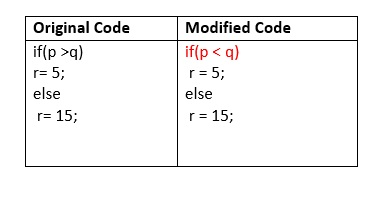 Original Code
Modified Code
if(p >q)
r= 5;
else
r= 15;
if(p < q)
r = 5;
else
r = 15;